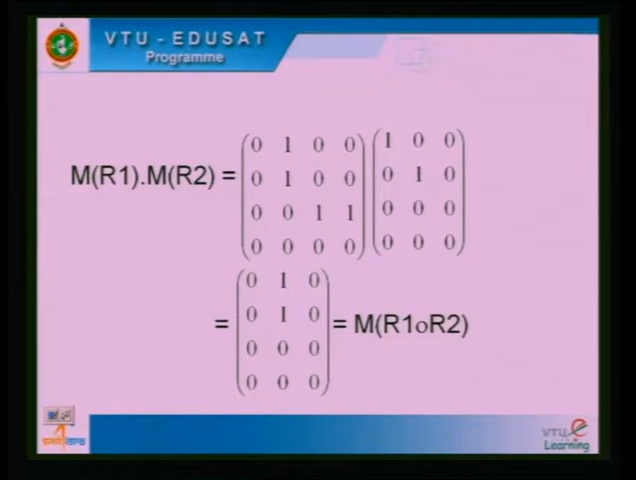 VTU - EDUSAT
Programme
M(R1).M(R2) =
0 1 0 0 1 0 0
0 1 0 0 0 1 0
0 0 1 1 0 0 0
0 0 0 0 0 0 0
0 1 0
0 1 0
= = M(R1oR2)
0 0 0
0 0 0
VTU e
Learning